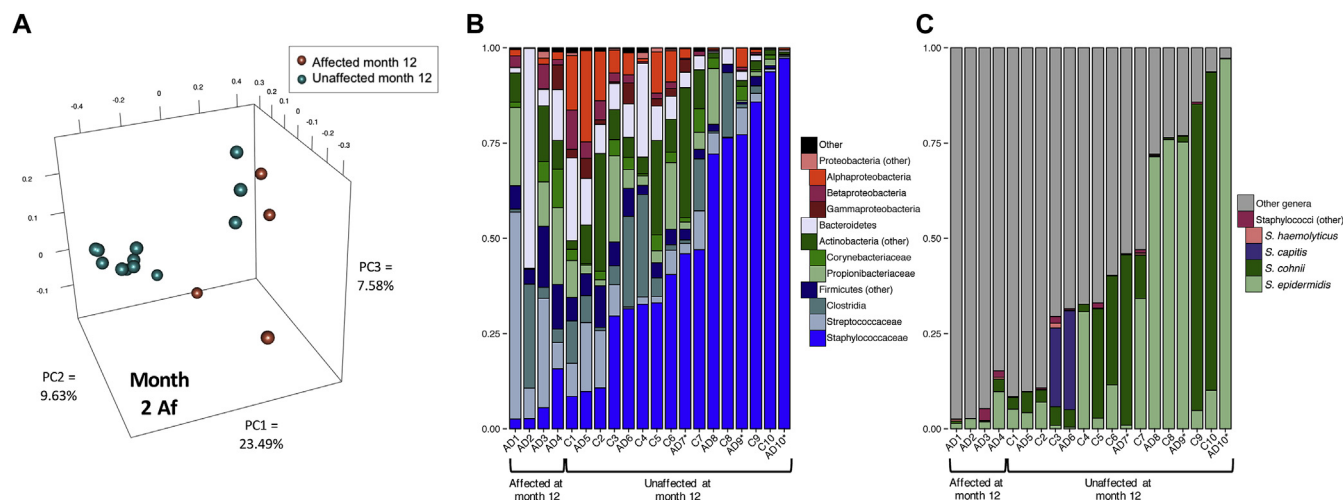 A
Affected month 12
Unaffected month 12
-0.4
-0.2
0
0.2
0.4
0.3
0.2
0.1
0
-0.1
-0.2
-0.3
0.2
0.1
0
-0.1
PC3 =
7.58%
PC2 =
9.63%
Month
2 Af
PC1 =
23.49%
B
1.00
0.75
0.50
0.25
0.00
AD1
AD2
AD3
AD4
C1
AD5
C2
C3
AD6
C4
C5
C6
AD7*
C7
AD8
C8
AD9*
C9
C10
AD10*
Affected at
month 12
Unaffected at
month 12
Other
Proteobacteria (other)
Alphaproteobacteria
Betaproteobacteria
Gammaproteobacteria
Bacteroidetes
Actinobacteria (other)
Corynebacteriaceae
Propionibacteriaceae
Firmicutes (other)
Clostridia
Streptococcaceae
Staphylococcaceae
C
1.00
0.75
0.50
0.25
0.00
AD1
AD2
AD3
AD4
C1
AD5
C2
C3
AD6
C4
C5
C6
AD7*
C7
AD8
C8
AD9*
C9
C10
AD10*
Affected at
month 12
Unaffected at
month 12
Other genera
Staphylococci (other)
S. haemolyticus
S. capitis
S. cohnii
S. epidermidis